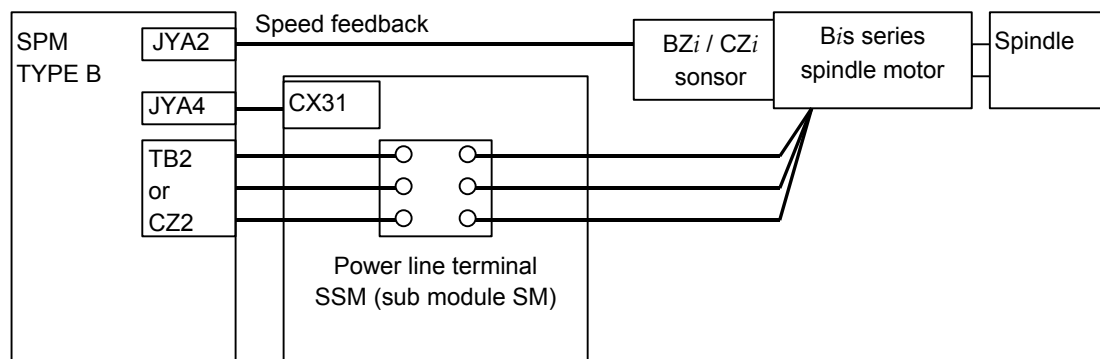 SPM
TYPE B
JYA2
Speed feedback
BZi / CZi
sonsor
Bis series
spindle motor
Spindle
JYA4
CX31
TB2
or
CZ2
Power line terminal
SSM (sub module SM)